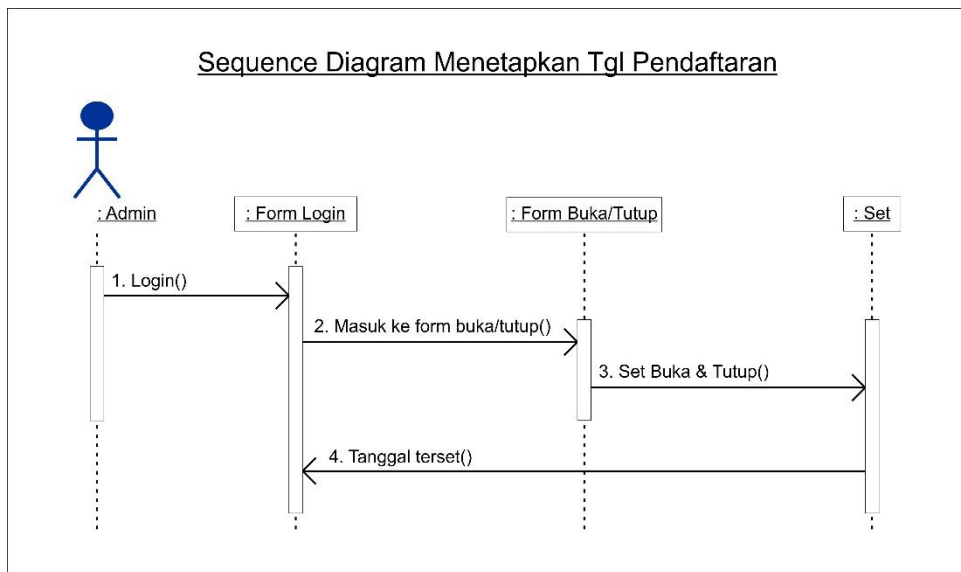 Sequence Diagram Menetapkan Tgl Pendaftaran
: Admin
: Form Login
: Form Buka/Tutup
: Set
1. Login()
2. Masuk ke form buka/tutup()
3. Set Buka & Tutup()
4. Tanggal terset()